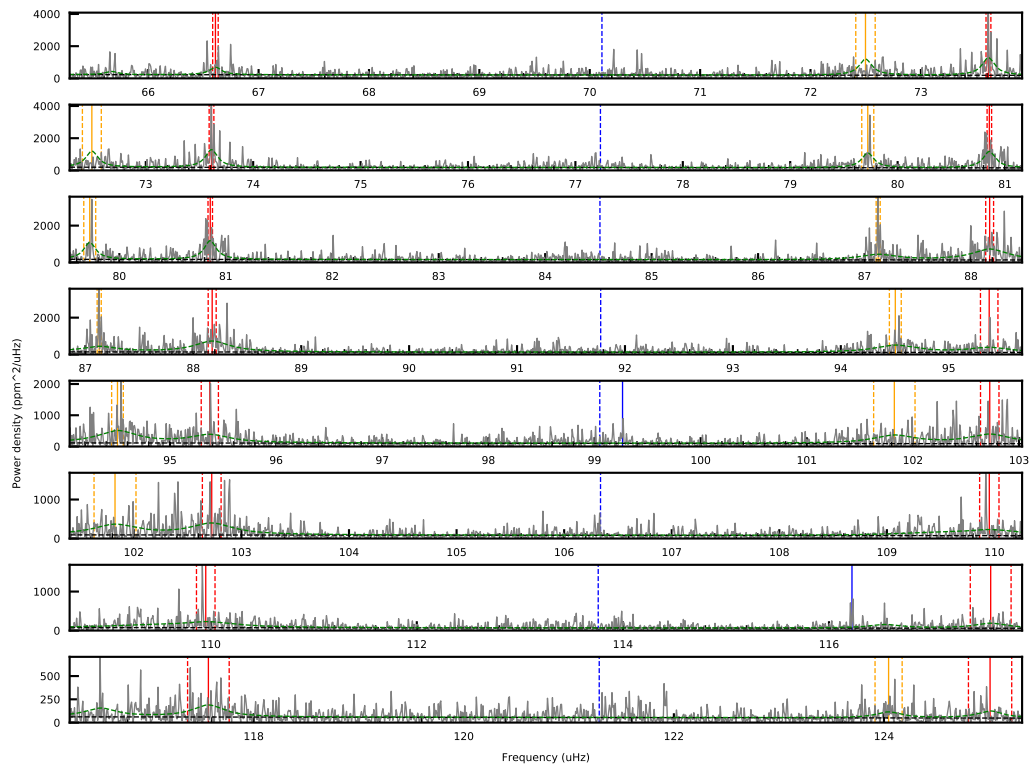 4000
2000
0
66 67 68 69 70 71 72 73
4000
2000
0
73 74 75 76 77 78 79 80 81
2000
0
80 81 82 83 84 85 86 87 88
2000
0
87 88 89 90 91 92 93 94 95
2000
1000
0
95 96 97 98 99 100 101 102 103
1000
0
102 103 104 105 106 107 108 109 110
1000
0
110 112 114 116
500
250
0
118 120 122 124
Frequency (uHz)
Power density (ppm^2/uHz)